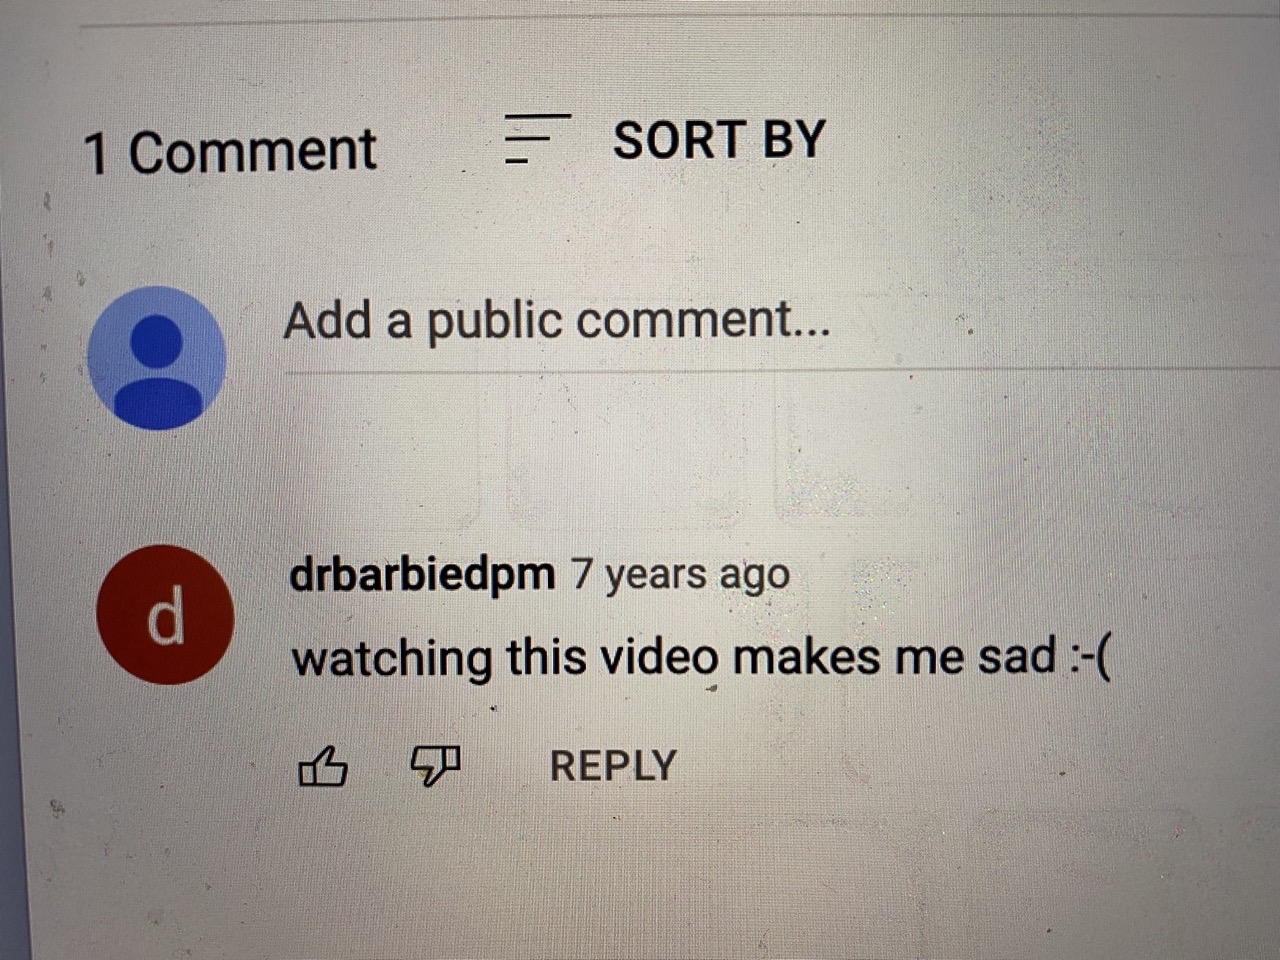 1 Comment SORT BY
Add a public comment...
d
drbarbiedpm 7 years ago
watching this video makes me sad :-(
REPLY